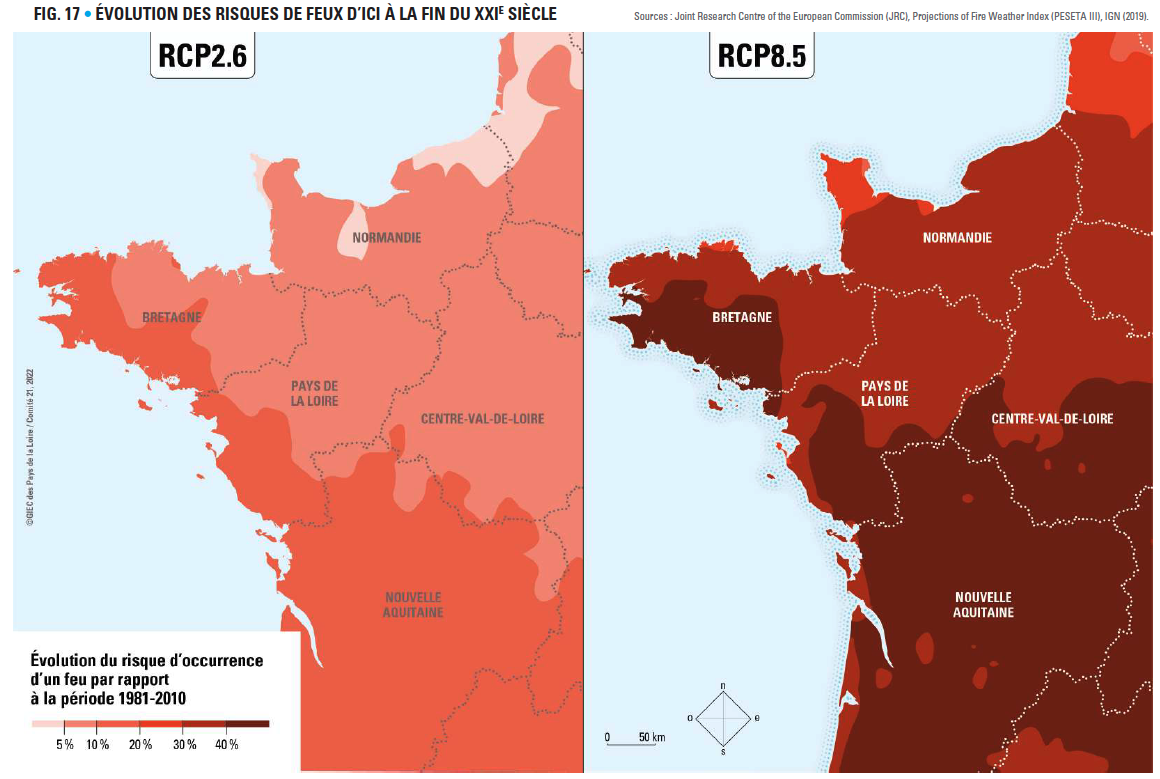 FIG. 17 • ÉVOLUTION DES RISQUES DE FEUX D'ICI À LA FIN DU XXIE SIÈCLE
Sources : Joint Research Centre of the European Commission (JRC), Projections of Fire Weather Index (PESETA III), IGN (2019).
RCP2.6
RCP8.5
NORMANDIE
BRETAGNE
PAYS DE
LA LOIRE
CENTRE-VAL-DE-LOIRE
NOUVELLE
AQUITAINE
NORMANDIE
BRETAGNE
PAYS DE
LA LOIRE
CENTRE-VAL-DE-LOIRE
NOUVELLE
AQUITAINE
©GIEC des Pays de la Loire / Comité 21, 2022
Évolution du risque d'occurrence
d'un feu par rapport
à la période 1981-2010
5 % 10 % 20 % 30 % 40 %
0 50 km
n
o e
s